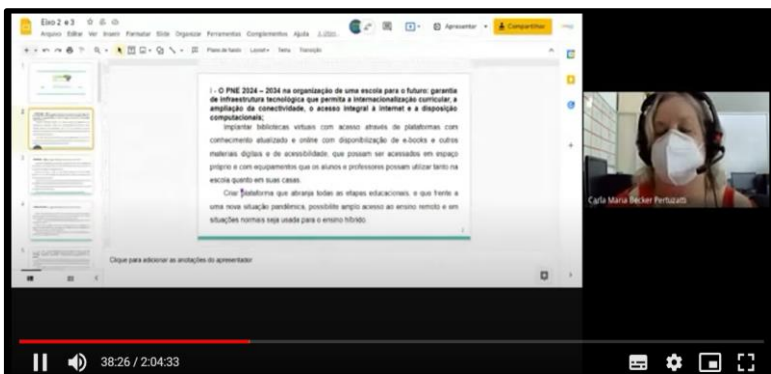 Eixo 2 e 3
Arquivo Editar Ver Inserir Formatar Slide Organizar Ferramentas Complementos Ajuda
Apresentar
Compartilhar
Plano de fundo Layout Tema Transição
I - O PNE 2024 – 2034 na organização de uma escola para o futuro: garantia
de infraestrutura tecnológica que permita a internacionalização curricular, a
ampliação da conectividade, o acesso integral à internet e a disposição
computacionais;
Implantar bibliotecas virtuais com acesso através de plataformas com
conhecimento atualizado e online com disponibilização de e-books e outros
materiais digitais e de acessibilidade, que possam ser acessados em espaço
próprio e com equipamentos que os alunos e professores possam utilizar tanto na
escola quanto em suas casas.
Criar plataforma que abranja todas as etapas educacionais, e que frente a
uma nova situação pandêmica, possibilite amplo acesso ao ensino remoto e em
situações normais seja usada para o ensino híbrido.
Clique para adicionar as anotações do apresentador
Carla Maria Becker Pertuzatti
38:26 / 2:04:33